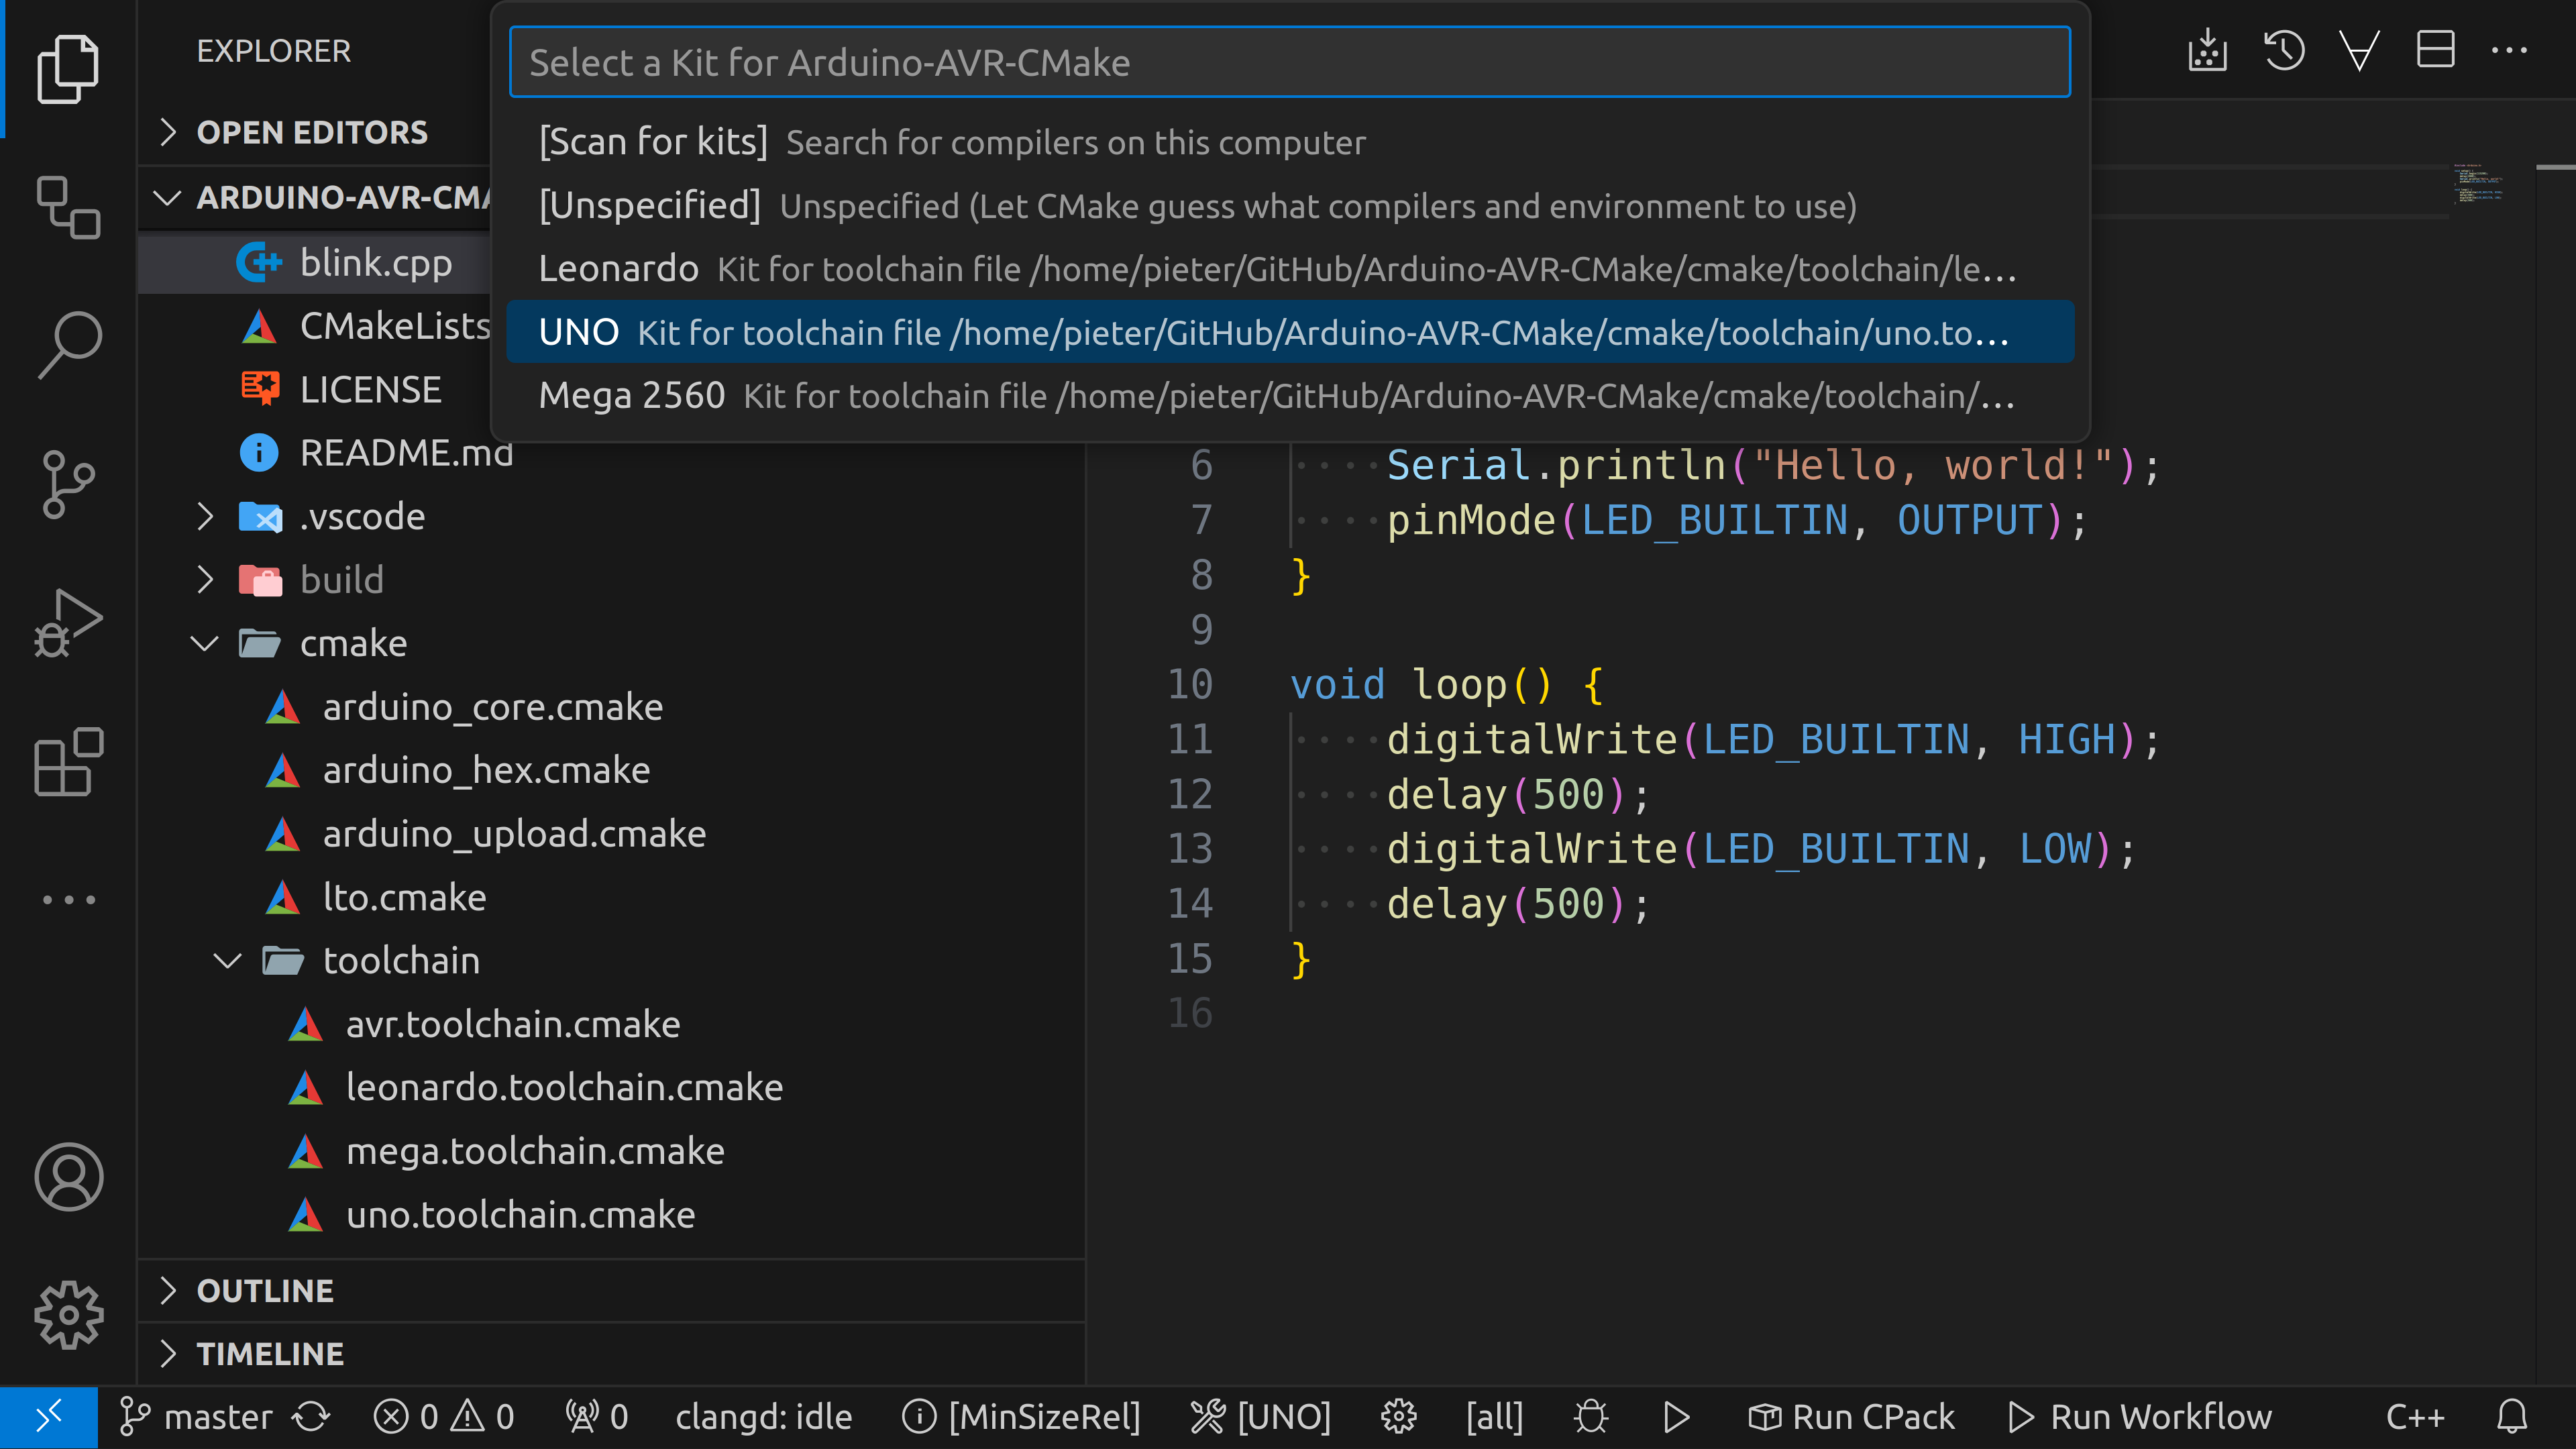 EXPLORER
OPEN EDITORS
ARDUINO-AVR-CMA
blink.cpp
CMakeLists
LICENSE
README.md
.vscode
build
cmake
arduino_core.cmake
arduino_hex.cmake
arduino_upload.cmake
lto.cmake
toolchain
avr.toolchain.cmake
leonardo.toolchain.cmake
mega.toolchain.cmake
uno.toolchain.cmake
OUTLINE
TIMELINE
Select a Kit for Arduino-AVR-CMake
[Scan for kits] Search for compilers on this computer
[Unspecified] Unspecified (Let CMake guess what compilers and environment to use)
Leonardo Kit for toolchain file /home/pieter/GitHub/Arduino-AVR-CMake/cmake/toolchain/le...
UNO Kit for toolchain file /home/pieter/GitHub/Arduino-AVR-CMake/cmake/toolchain/uno.to...
Mega 2560 Kit for toolchain file /home/pieter/GitHub/Arduino-AVR-CMake/cmake/toolchain/...
6 Serial.println("Hello, world!");
7 pinMode(LED_BUILTIN, OUTPUT);
8 }
9
10 void loop() {
11 digitalWrite(LED_BUILTIN, HIGH);
12 delay(500);
13 digitalWrite(LED_BUILTIN, LOW);
14 delay(500);
15 }
16
master 0 0 0 clangd: idle [MinSizeRel] [UNO] [all] Run CPack Run Workflow C++